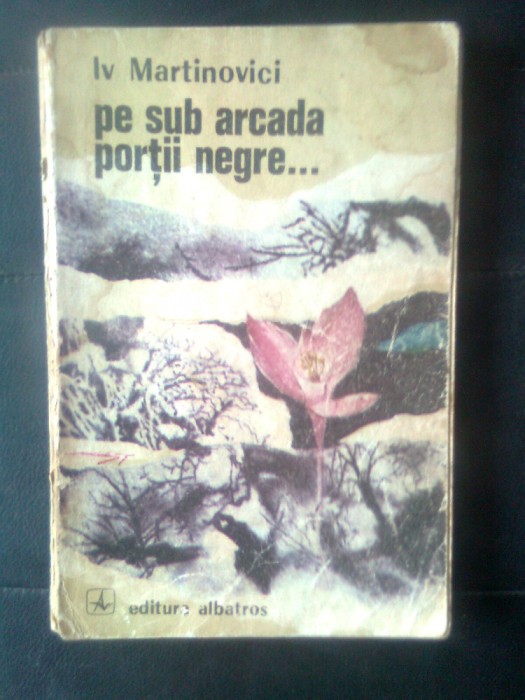 Iv Martinovici
pe sub arcada
porții negre...
editura albatros